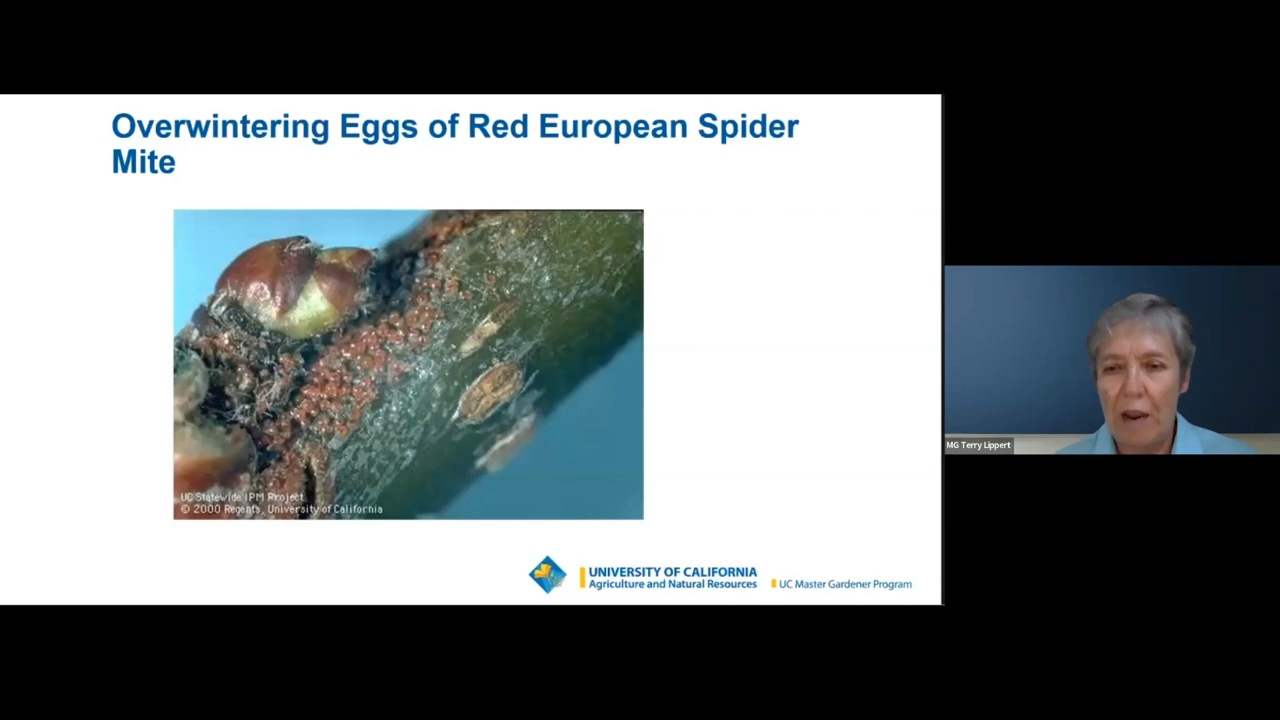 Overwintering Eggs of Red European Spider
Mite
UC Statewide IPM Project
© 2000 Regents, University of California
UNIVERSITY OF CALIFORNIA
Agriculture and Natural Resources
UC Master Gardener Program
MG Terry Lippert